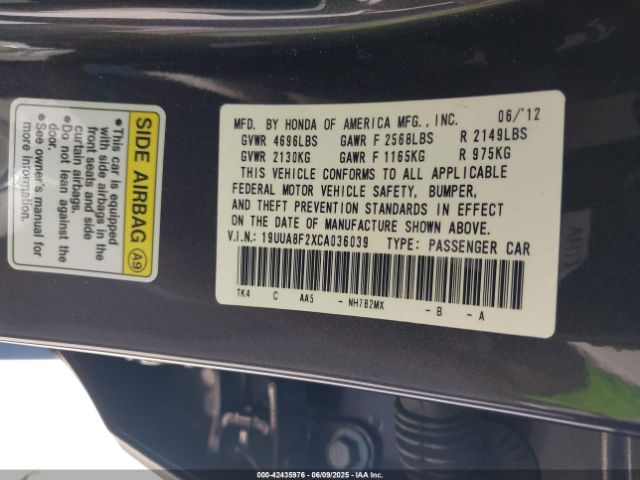 SIDE AIRBAG A9
•This car is equipped
with side airbags in the
front seats and side
curtain airbags.
•Do not lean against the
door.
•See owner's manual for
more information.
MFD. BY HONDA OF AMERICA MFG., INC. 06/'12
GVWR 4696LBS GAWR F 2568LBS R 2149LBS
GVWR 2130KG GAWR F 1165KG R 975KG
THIS VEHICLE CONFORMS TO ALL APPLICABLE
FEDERAL MOTOR VEHICLE SAFETY, BUMPER,
AND THEFT PREVENTION STANDARDS IN EFFECT
ON THE DATE OF MANUFACTURE SHOWN ABOVE.
V.I.N.: 19UUA8F2XCA036039 TYPE: PASSENGER CAR
TK4 C AA5 - NH782MX - B - A
000-42435976 - 06/09/2025 - IAA Inc.